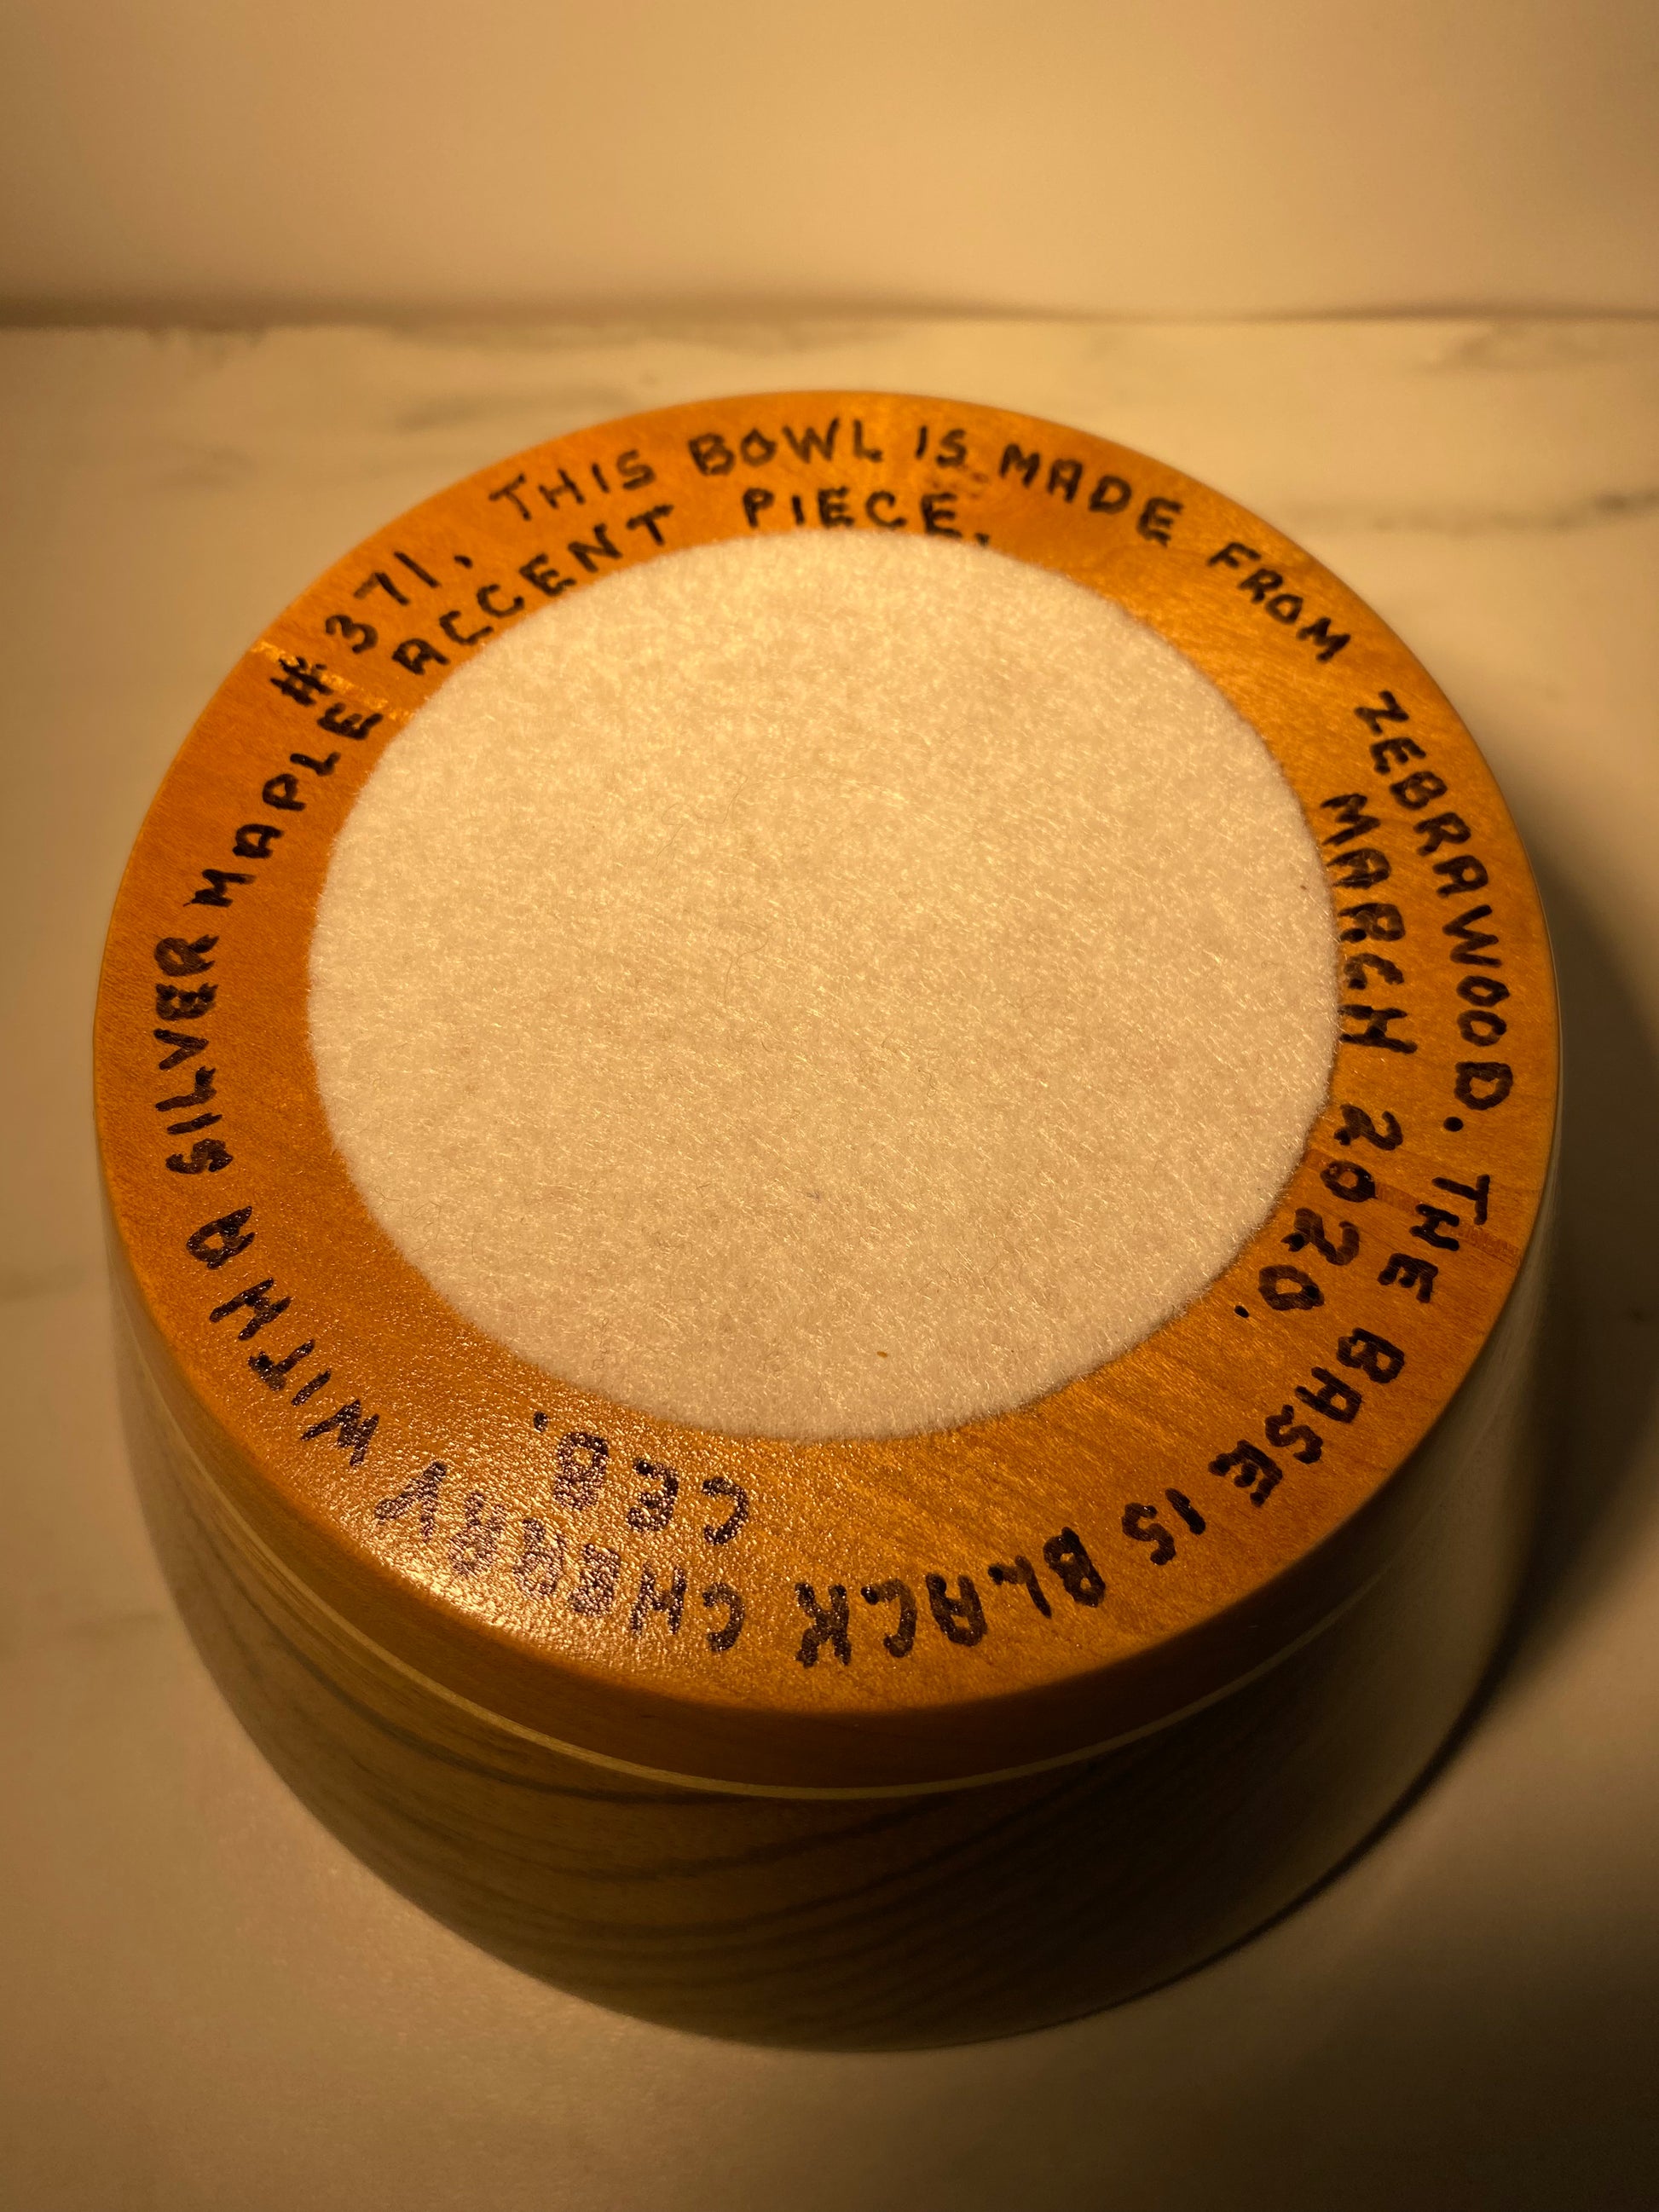 #371. THIS BOWL IS MADE FROM ZEBRAWOOD. THE BASE IS BLACK CHERRY WITH A SILVER MAPLE
ACCENT PIECE.
MARCH 2020.
CEB.